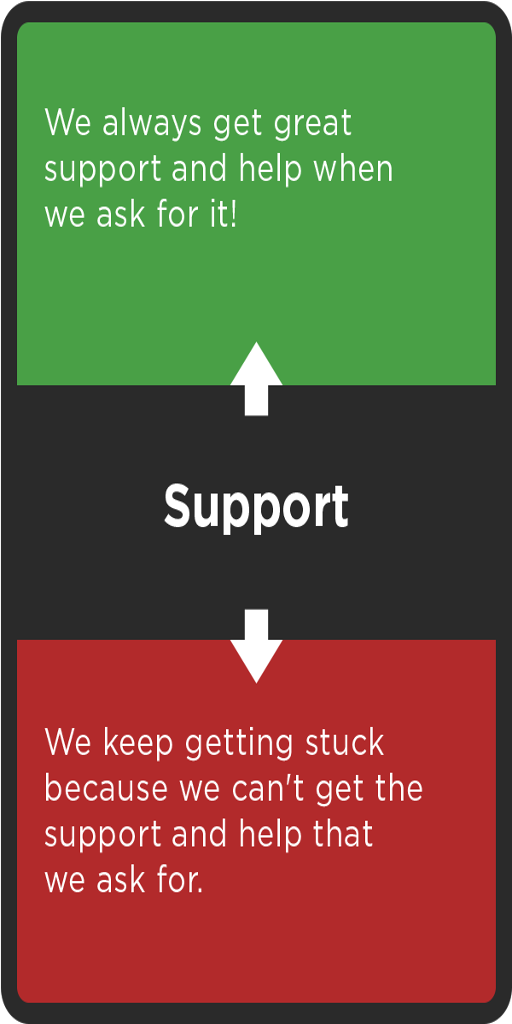 We always get great
support and help when
we ask for it!
Support
We keep getting stuck
because we can't get the
support and help that
we ask for.